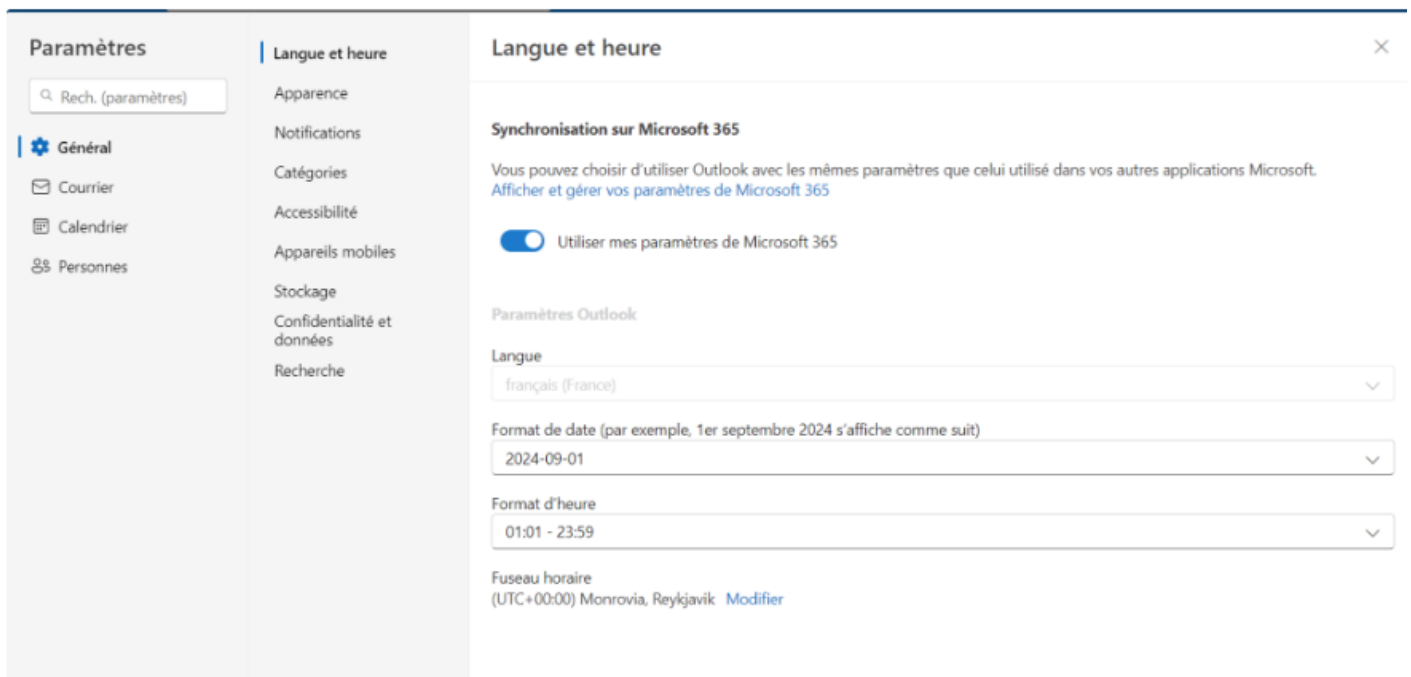 Paramètres
Rech. (paramètres)
Général
Courrier
Calendrier
Personnes
Langue et heure
Apparence
Notifications
Catégories
Accessibilité
Appareils mobiles
Stockage
Confidentialité et
données
Recherche
Langue et heure
Synchronisation sur Microsoft 365
Vous pouvez choisir d'utiliser Outlook avec les mêmes paramètres que celui utilisé dans vos autres applications Microsoft.
Afficher et gérer vos paramètres de Microsoft 365
Utiliser mes paramètres de Microsoft 365
Paramètres Outlook
Langue
français (France)
Format de date (par exemple, 1er septembre 2024 s'affiche comme suit)
2024-09-01
Format d'heure
01:01 - 23:59
Fuseau horaire
(UTC+00:00) Monrovia, Reykjavik Modifier